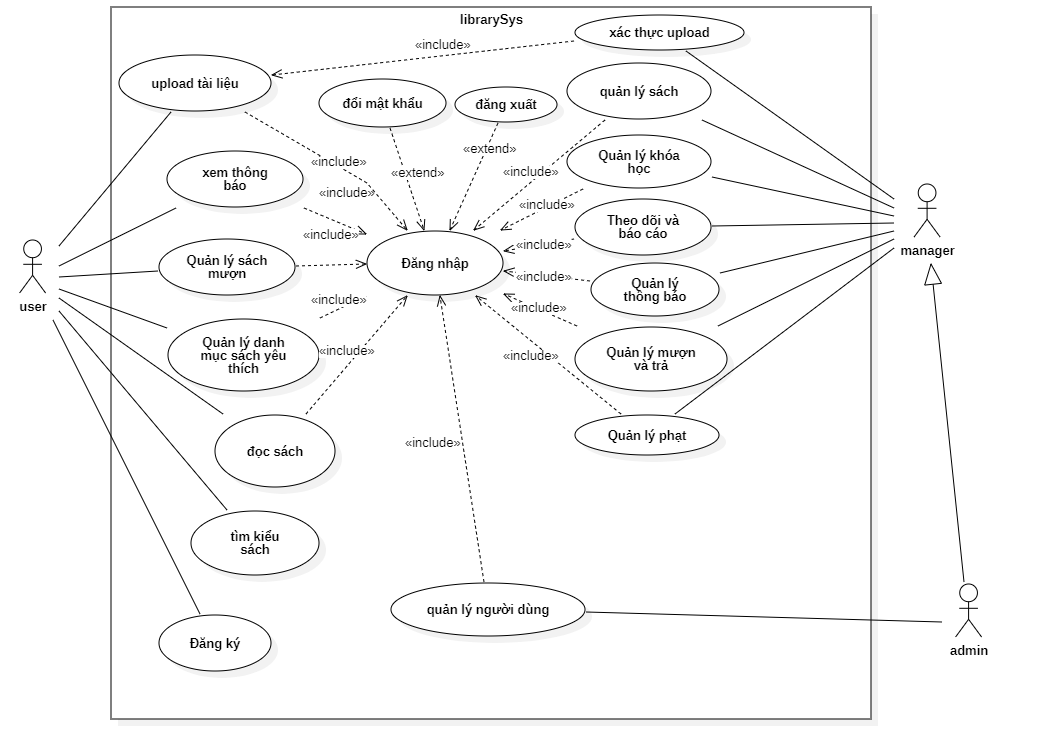 librarySys
xác thực upload
«include»
upload tài liệu
đổi mật khẩu
đăng xuất
quản lý sách
«extend»
«include»
«include»
«extend»
Quản lý khóa
học
xem thông
báo
«include»
«include»
Theo dõi và
báo cáo
«include»
«include»
manager
Quản lý sách
mượn
Đăng nhập
«include»
Quản lý
thông báo
user
«include»
«include»
Quản lý danh
mục sách yêu
thích
«include»
«include»
Quản lý mượn
và trả
đọc sách
«include»
Quản lý phạt
tìm kiểu
sách
quản lý người dùng
Đăng ký
admin